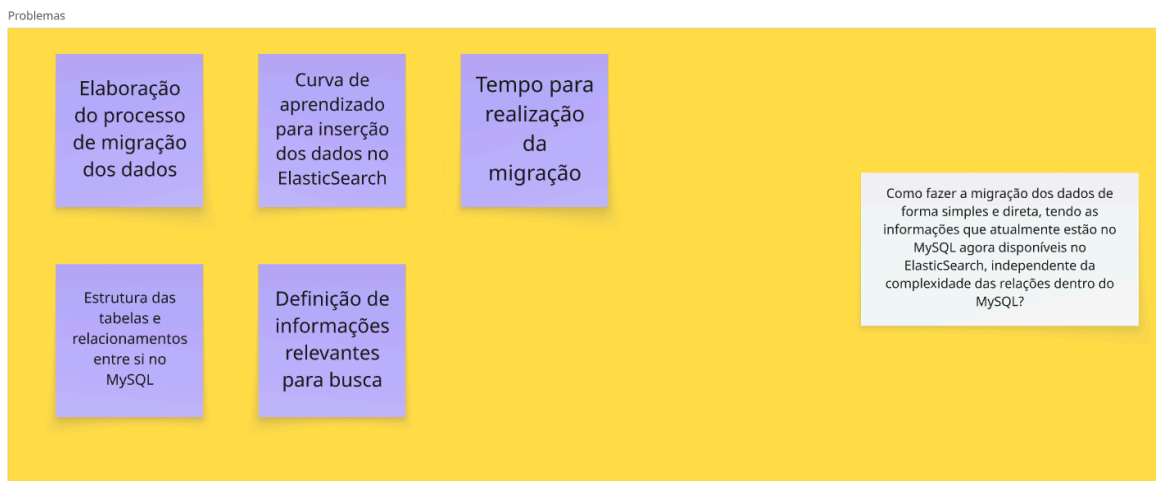 Problemas
Elaboração
do processo
de migração
dos dados
Curva de
aprendizado
para inserção
dos dados no
ElasticSearch
Tempo para
realização
da
migração
Estrutura das
tabelas e
relacionamentos
entre si no
MySQL
Definição de
informações
relevantes
para busca
Como fazer a migração dos dados de
forma simples e direta, tendo as
informações que atualmente estão no
MySQL agora disponíveis no
ElasticSearch, independente da
complexidade das relações dentro do
MySQL?